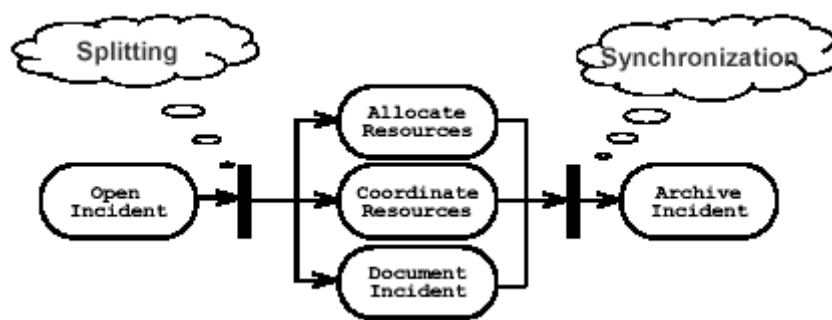 Splitting
Synchronization
Allocate
Resources
Open
Incident
Coordinate
Resources
Archive
Incident
Document
Incident